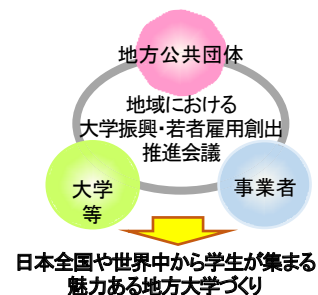 地方公共団体
地域における
大学振興・若者雇用創出
推進会議
大学
等
事業者
日本全国や世界中から学生が集まる
魅力ある地方大学づくり